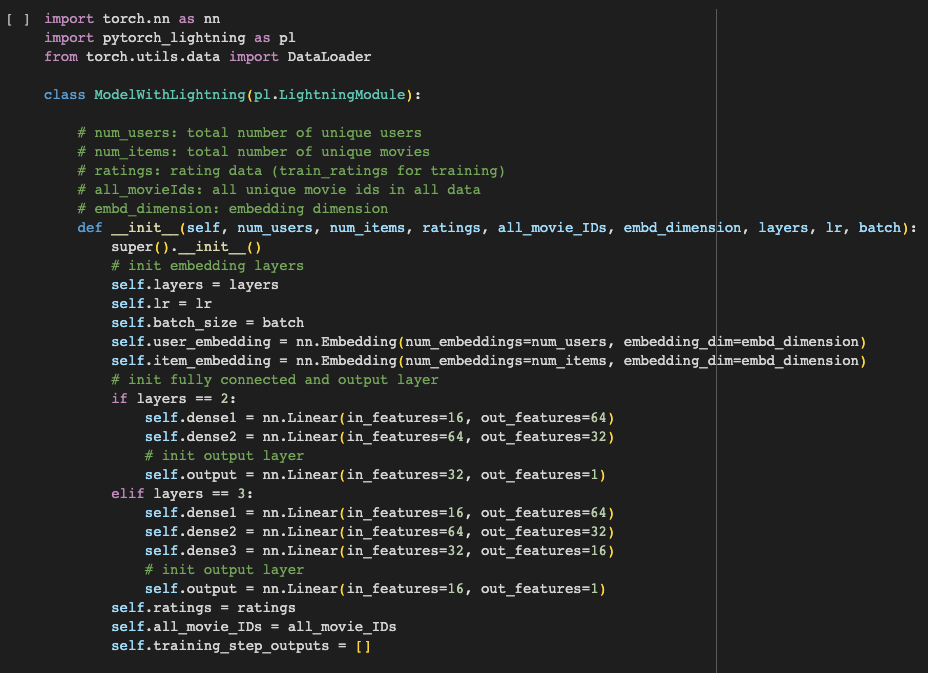 [ ] import torch.nn as nn
import pytorch_lightning as pl
from torch.utils.data import DataLoader
class ModelWithLightning(pl.LightningModule):
# num_users: total number of unique users
# num_items: total number of unique movies
# ratings: rating data (train_ratings for training)
# all_movieIds: all unique movie ids in all data
# embd_dimension: embedding dimension
def __init__(self, num_users, num_items, ratings, all_movie_IDs, embd_dimension, layers, lr, batch):
super().__init__()
# init embedding layers
self.layers = layers
self.lr = lr
self.batch_size = batch
self.user_embedding = nn.Embedding(num_embeddings=num_users, embedding_dim=embd_dimension)
self.item_embedding = nn.Embedding(num_embeddings=num_items, embedding_dim=embd_dimension)
# init fully connected and output layer
if layers == 2:
self.dense1 = nn.Linear(in_features=16, out_features=64)
self.dense2 = nn.Linear(in_features=64, out_features=32)
# init output layer
self.output = nn.Linear(in_features=32, out_features=1)
elif layers == 3:
self.dense1 = nn.Linear(in_features=16, out_features=64)
self.dense2 = nn.Linear(in_features=64, out_features=32)
self.dense3 = nn.Linear(in_features=32, out_features=16)
# init output layer
self.output = nn.Linear(in_features=16, out_features=1)
self.ratings = ratings
self.all_movie_IDs = all_movie_IDs
self.training_step_outputs = []